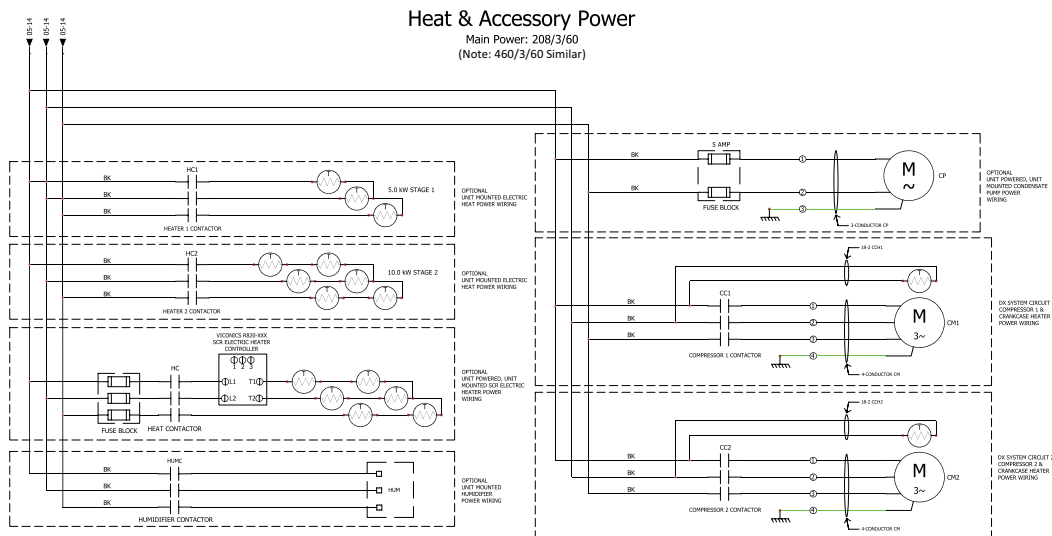 Heat & Accessory Power
Main Power: 208/3/60
(Note: 460/3/60 Similar)
05-14
05-14
05-14
HC1
BK
BK
BK
5.0 kW STAGE 1
HEATER 1 CONTACTOR
T
T
T
OPTIONAL
UNIT MOUNTED ELECTRIC
HEAT POWER WIRING
HC2
BK
BK
BK
10.0 kW STAGE 2
HEATER 2 CONTACTOR
T
T
T
T
T
T
OPTIONAL
UNIT MOUNTED ELECTRIC
HEAT POWER WIRING
VICONICS R820-XXX
SCR ELECTRIC HEATER
CONTROLLER
1 2 3
HC
L1 T1
L2 T2
T
T
T
T
T
T
FUSE BLOCK
HEAT CONTACTOR
OPTIONAL
UNIT POWERED, UNIT
MOUNTED SCR ELECTRIC
HEATER POWER
WIRING
HUMC
BK
BK
BK
HUM
HUMIDIFIER CONTACTOR
OPTIONAL
UNIT MOUNTED
HUMIDIFIER
POWER WIRING
5 AMP
BK
BK
FUSE BLOCK
1
2
3
M
~
CP
3-CONDUCTOR CP
OPTIONAL
UNIT POWERED, UNIT
MOUNTED CONDENSATE
PUMP POWER
WIRING
18-2 CCH1
T
CC1
BK
BK
BK
1
2
3
4
M
3~
CM1
COMPRESSOR 1 CONTACTOR
4-CONDUCTOR CM
DX SYSTEM CIRCUIT
COMPRESSOR 1 &
CRANKCASE HEATER
POWER WIRING
18-2 CCH2
T
CC2
BK
BK
BK
1
2
3
4
M
3~
CM2
COMPRESSOR 2 CONTACTOR
4-CONDUCTOR CM
DX SYSTEM CIRCUIT
COMPRESSOR 2 &
CRANKCASE HEATER
POWER WIRING